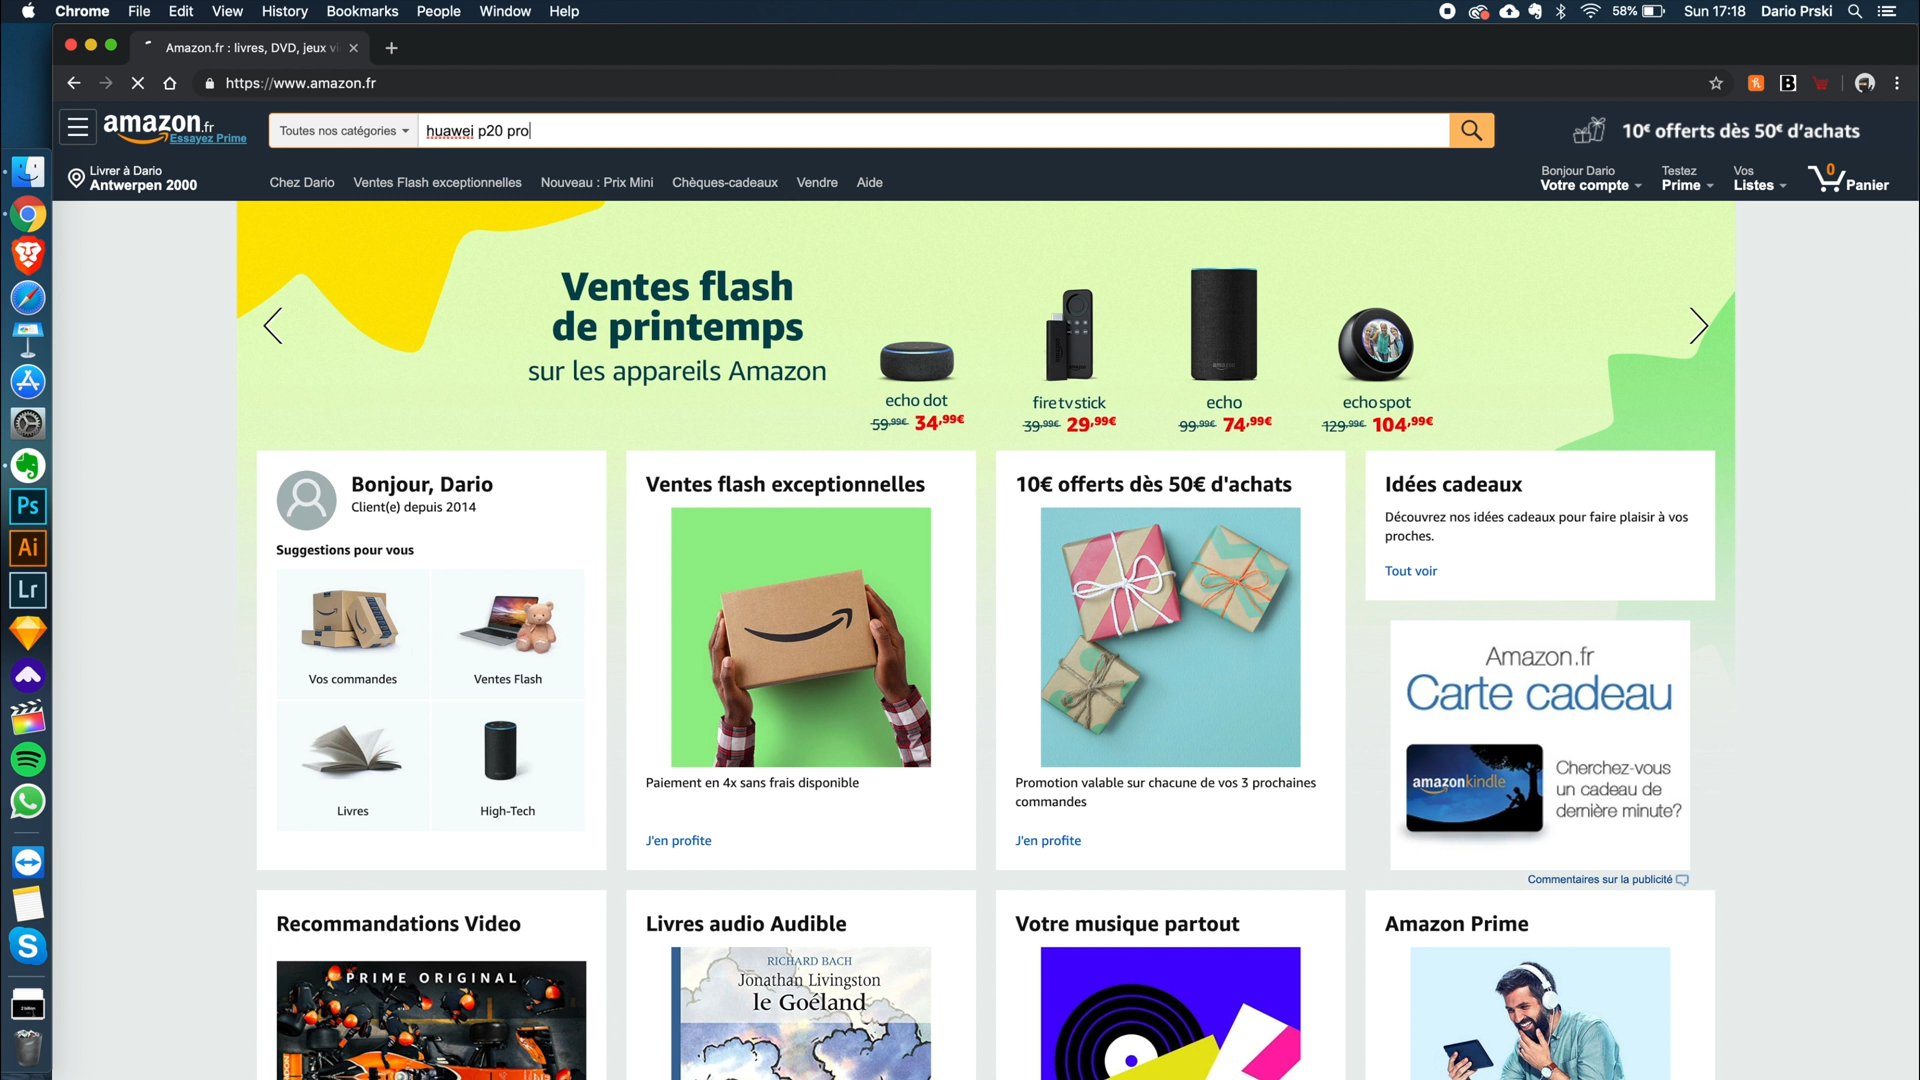 Chrome File Edit View History Bookmarks People Window Help
58% Sun 17:18 Dario Prski
Amazon.fr : livres, DVD, jeux vi
https://www.amazon.fr
amazon.fr
Essayez Prime
Toutes nos catégories
huawei p20 pro
10€ offerts dès 50€ d'achats
Livrer à Dario
Antwerpen 2000
Chez Dario Ventes Flash exceptionnelles Nouveau : Prix Mini Chèques-cadeaux Vendre Aide
Bonjour Dario
Votre compte
Testez
Prime
Vos
Listes
0
Panier
Ventes flash
de printemps
sur les appareils Amazon
echo dot
59,99€ 34,99€
fire tv stick
39,99€ 29,99€
echo
99,99€ 74,99€
echo spot
129,99€ 104,99€
Bonjour, Dario
Client(e) depuis 2014
Suggestions pour vous
Vos commandes
Ventes Flash
Livres
High-Tech
Ventes flash exceptionnelles
Paiement en 4x sans frais disponible
J'en profite
10€ offerts dès 50€ d'achats
Promotion valable sur chacune de vos 3 prochaines
commandes
J'en profite
Idées cadeaux
Découvrez nos idées cadeaux pour faire plaisir à vos
proches.
Tout voir
Amazon.fr
Carte cadeau
amazonkindle
Cherchez-vous
un cadeau de
dernière minute?
Commentaires sur la publicité
Recommandations Video
PRIME ORIGINAL
Livres audio Audible
RICHARD BACH
Jonathan Livingston
le Goéland
Votre musique partout
Amazon Prime
Ps
Ai
Lr